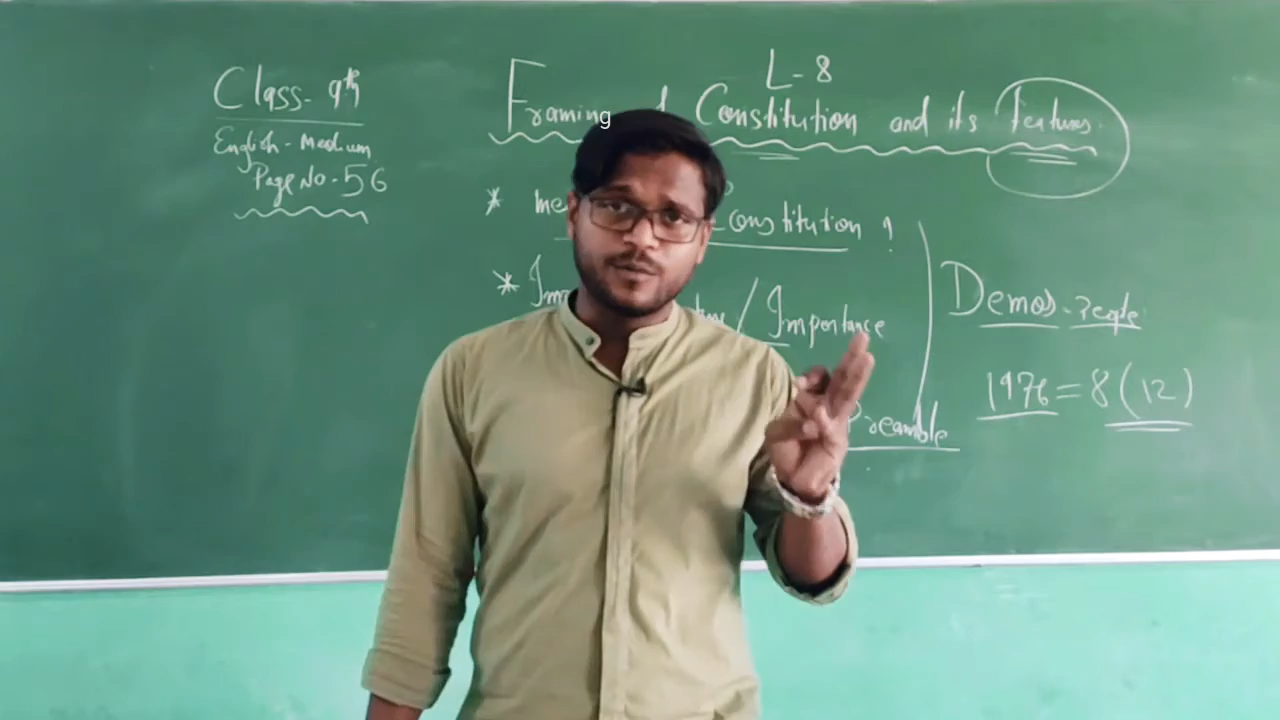 Class- 9th
English - Medium
Page No - 56
L - 8
Framing Constitution and its features
* Constitution ?
* / Importance
Preamble
Demos - People
1976 = 8 (12)